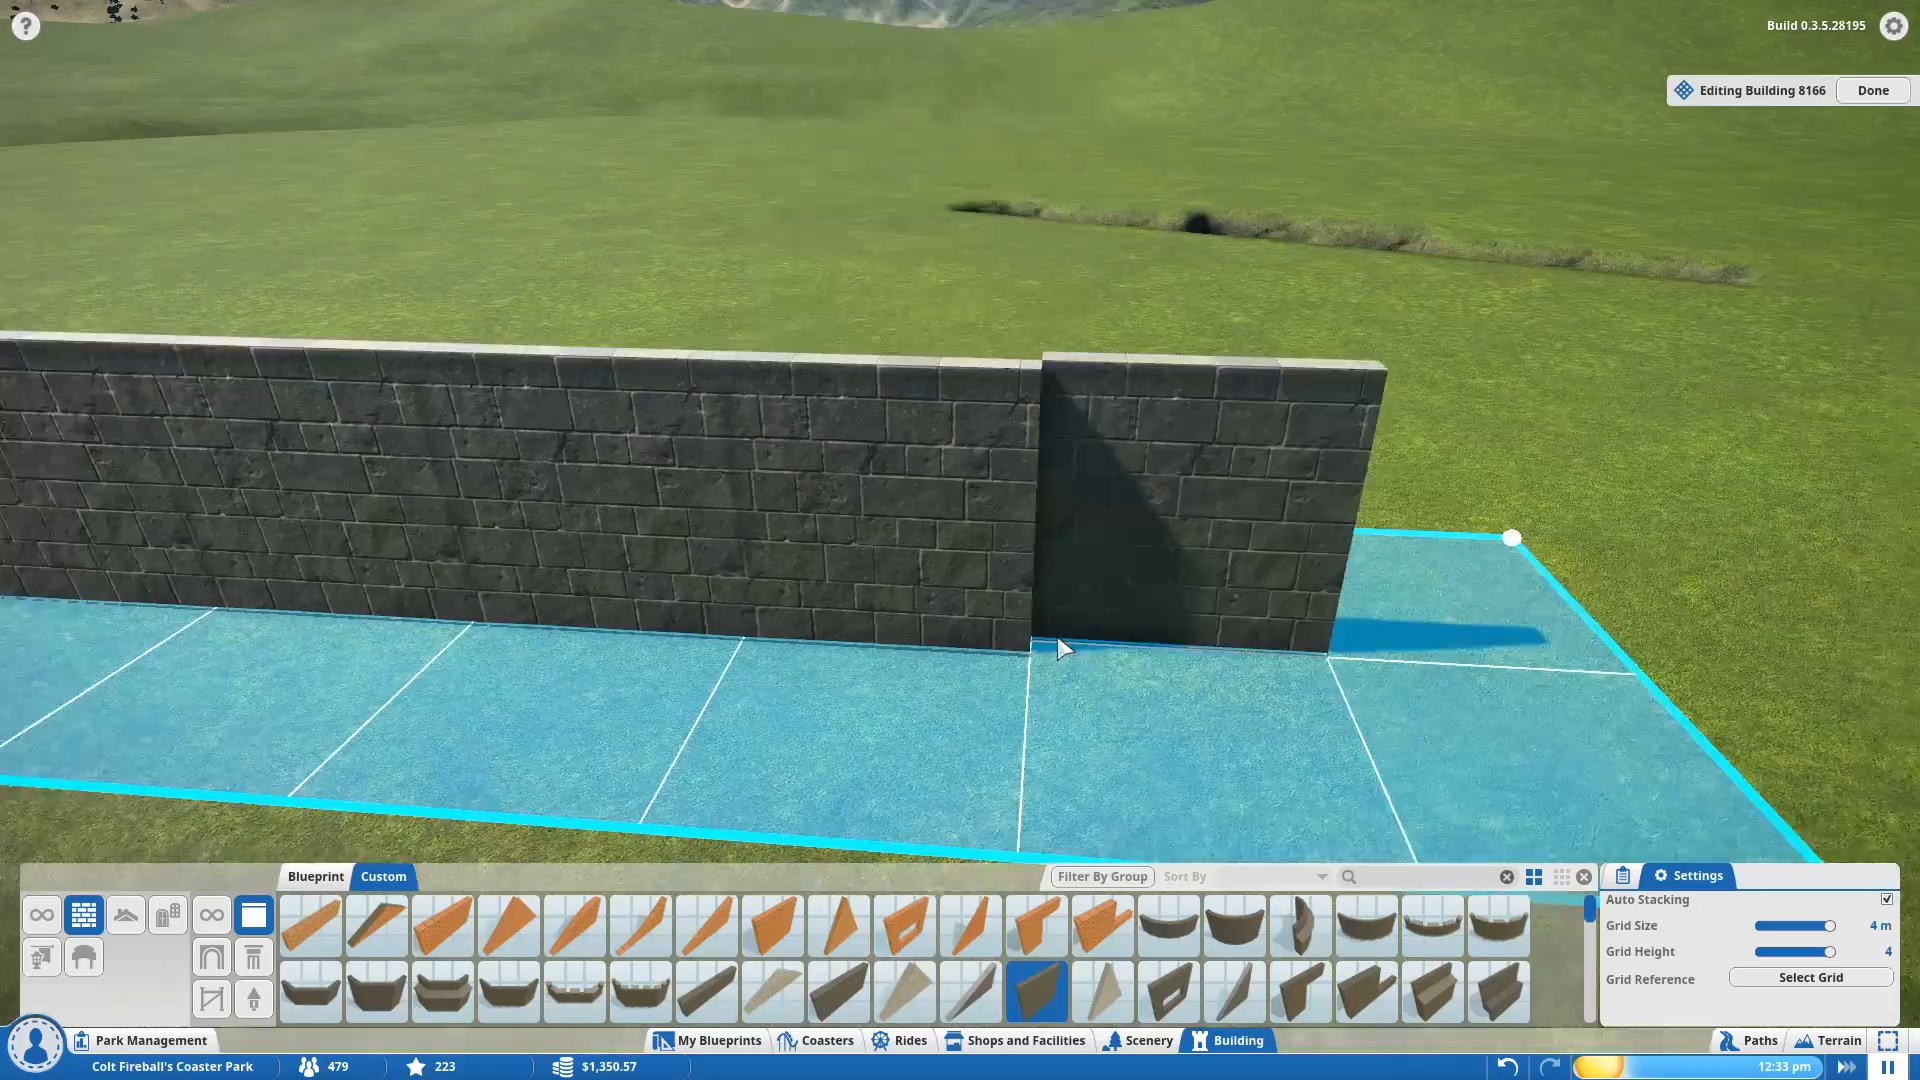 ?
Build 0.3.5.28195
Editing Building 8166
Done
Blueprint
Custom
Filter By Group
Sort By
Settings
Auto Stacking
Grid Size
4 m
Grid Height
4
Grid Reference
Select Grid
Park Management
My Blueprints
Coasters
Rides
Shops and Facilities
Scenery
Building
Paths
Terrain
Colt Fireball's Coaster Park
479
223
$1,350.57
12:33 pm